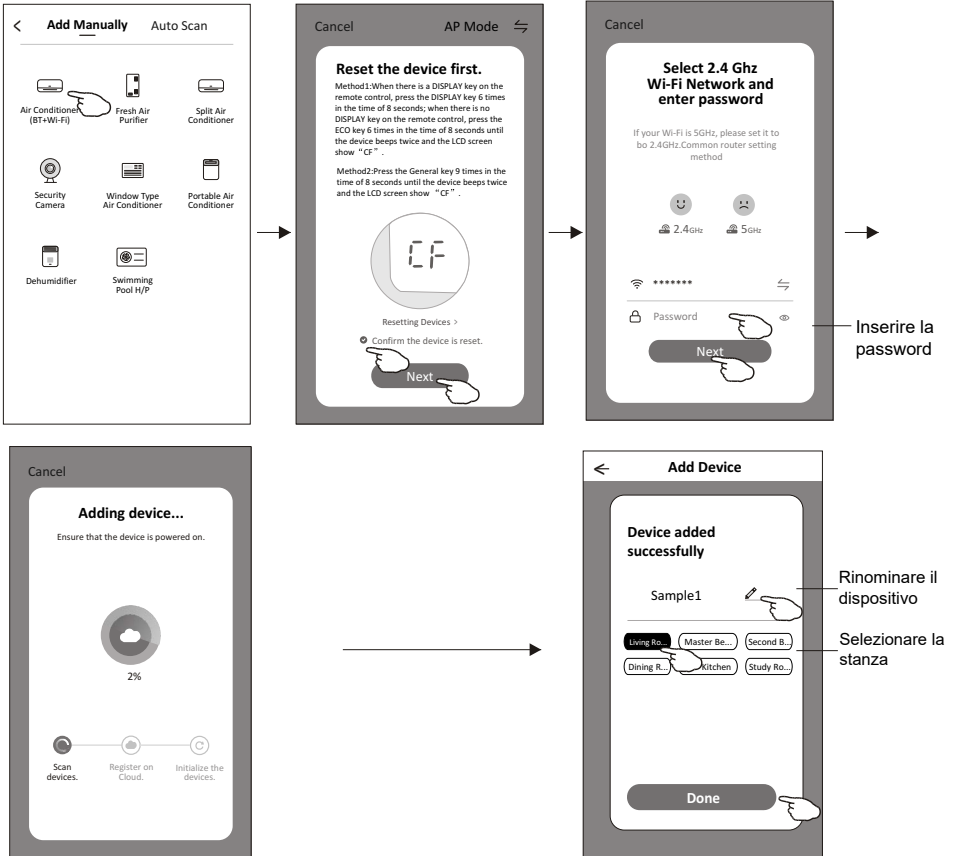 Add Manually Auto Scan
Air Conditioner
(BT+Wi-Fi)
Fresh Air
Purifier
Split Air
Conditioner
Security
Camera
Window Type
Air Conditioner
Portable Air
Conditioner
Dehumidifier
Swimming
Pool H/P
Cancel AP Mode
Reset the device first.
Method1:When there is a DISPLAY key on the
remote control, press the DISPLAY key 6 times
in the time of 8 seconds; when there is no
DISPLAY key on the remote control, press the
ECO key 6 times in the time of 8 seconds until
the device beeps twice and the LCD screen
show “CF”.
Method2:Press the General key 9 times in the
time of 8 seconds until the device beeps twice
and the LCD screen show “CF”.
CF
Resetting Devices >
Confirm the device is reset.
Next
Cancel
Select 2.4 Ghz
Wi-Fi Network and
enter password
If your Wi-Fi is 5GHz, please set it to
bo 2.4GHz.Common router setting
method
2.4GHz 5GHz
*******
Password
Next
Inserire la
password
Cancel
Adding device...
Ensure that the device is powered on.
2%
Scan
devices.
Register on
Cloud.
Initialize the
devices.
Add Device
Device added
successfully
Sample1
Rinominare il
dispositivo
Living Ro... Master Be... Second B...
Dining R... Kitchen Study Ro...
Selezionare la
stanza
Done